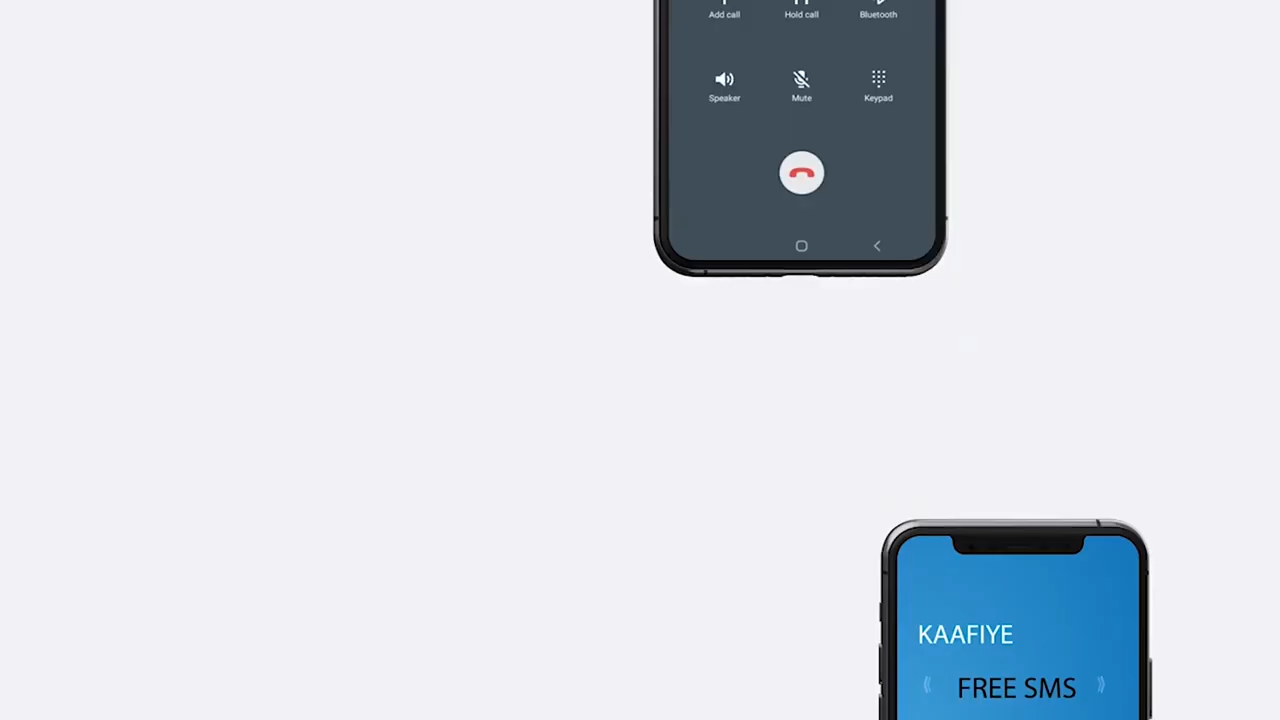 Add call Hold call Bluetooth
Speaker Mute Keypad
KAAFIYE
FREE SMS